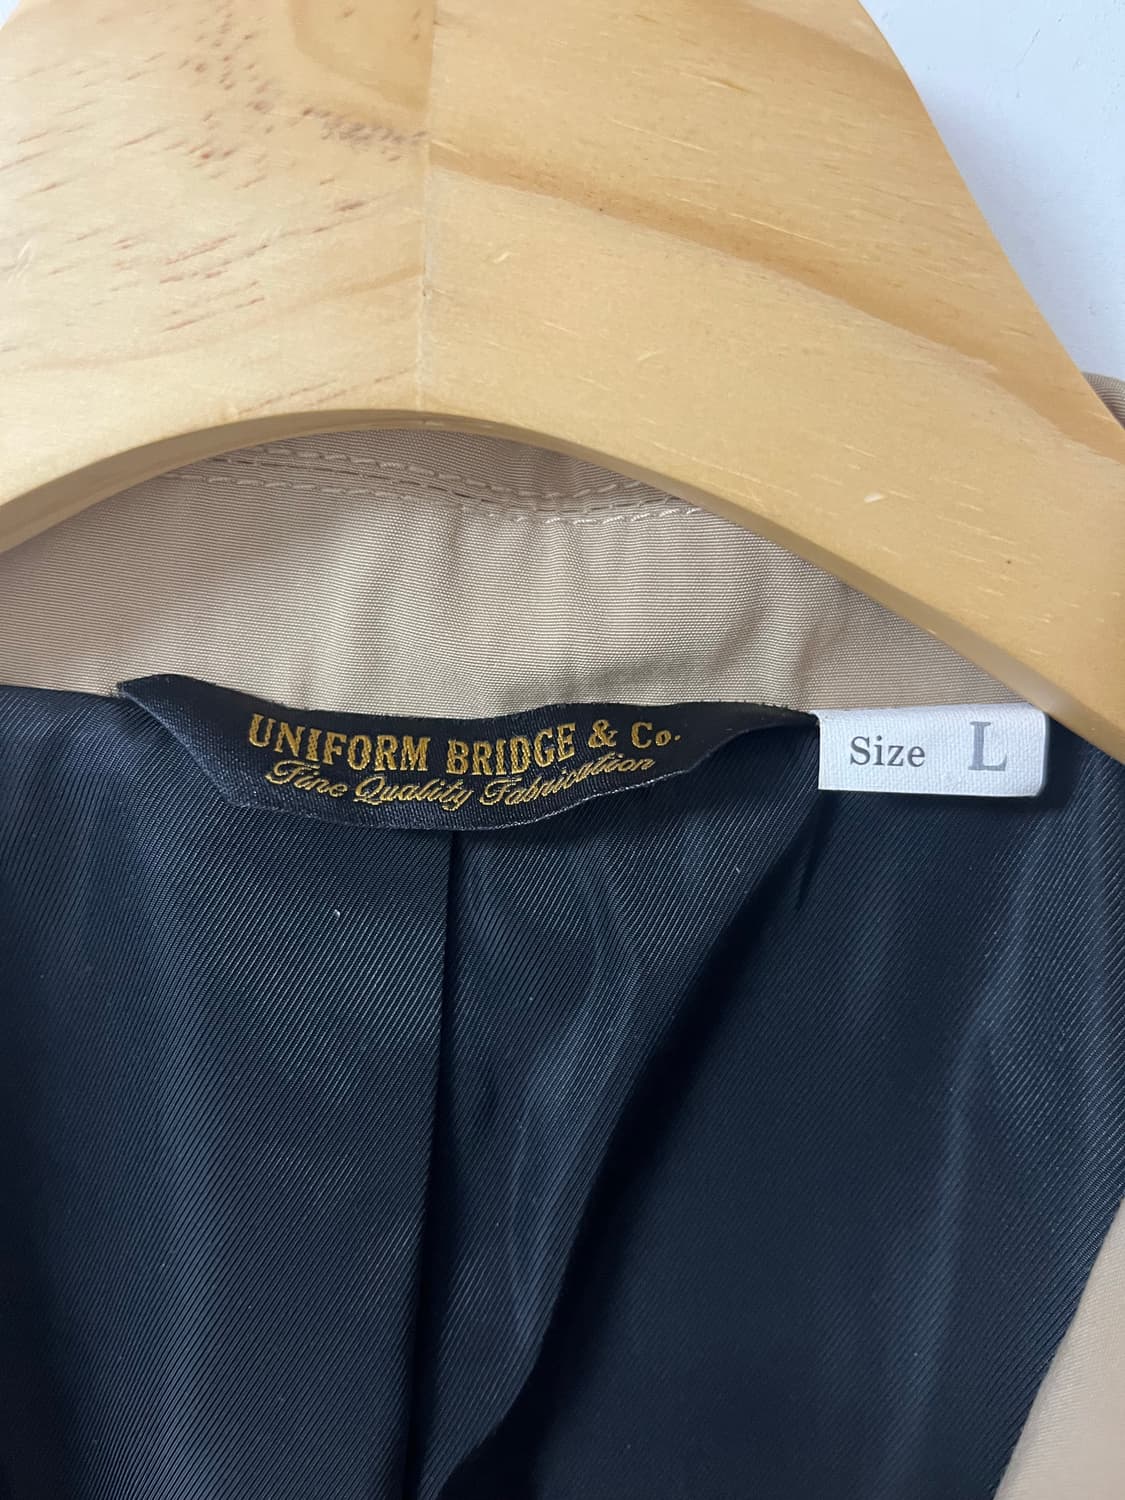 UNIFORM BRIDGE & Co.
Fine Quality Fabrication
Size L